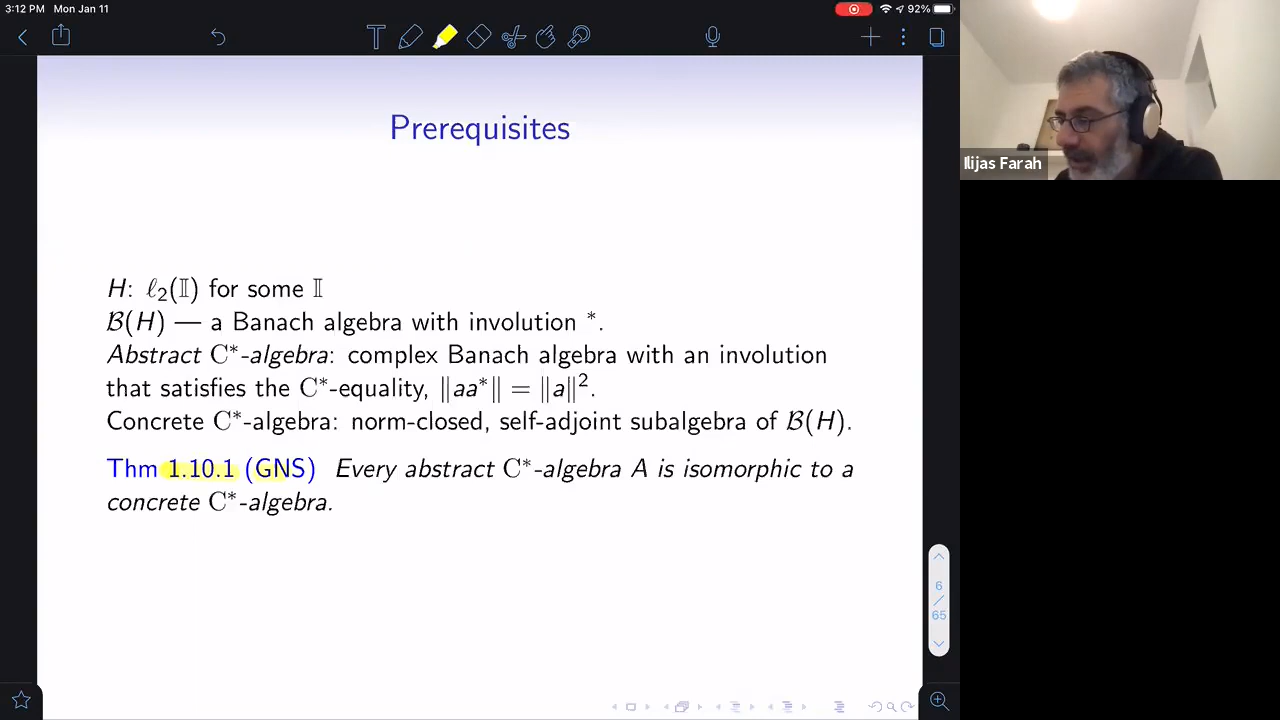 3:12 PM Mon Jan 11
92%
Prerequisites
H: ℓ₂(𝕀) for some 𝕀
ℬ(H) — a Banach algebra with involution *.
Abstract C*-algebra: complex Banach algebra with an involution
that satisfies the C*-equality, ‖aa*‖ = ‖a‖².
Concrete C*-algebra: norm-closed, self-adjoint subalgebra of ℬ(H).
Thm 1.10.1 (GNS) Every abstract C*-algebra A is isomorphic to a
concrete C*-algebra.
6
/
65
Ilijas Farah